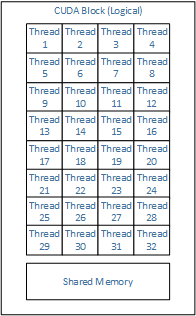 CUDA Block (Logical)
Thread Thread Thread Thread
1 2 3 4
Thread Thread Thread Thread
5 6 7 8
Thread Thread Thread Thread
9 10 11 12
Thread Thread Thread Thread
13 14 15 16
Thread Thread Thread Thread
17 18 19 20
Thread Thread Thread Thread
21 22 23 24
Thread Thread Thread Thread
25 26 27 28
Thread Thread Thread Thread
29 30 31 32
Shared Memory